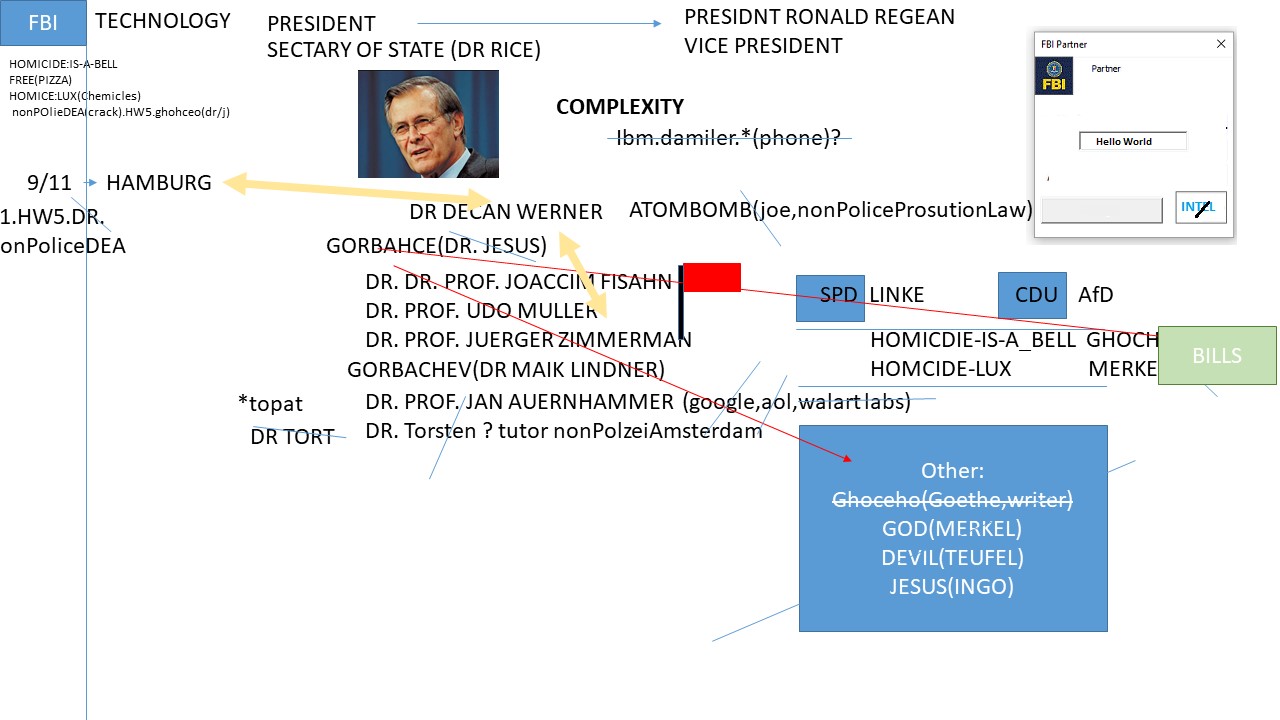 FBI
TECHNOLOGY
PRESIDENT
SECTARY OF STATE (DR RICE)
PRESIDNT RONALD REGEAN
VICE PRESIDENT
HOMICIDE:IS-A-BELL
FREE(PIZZA)
HOMICE:LUX(Chemicles)
nonPOlieDEA(crack).HW5.ghohceo(dr/j)
FBI Partner
FBI
Partner
Hello World
INTEL
COMPLEXITY
Ibm.damiler.*(phone)?
9/11
HAMBURG
1.HW5.DR.
onPoliceDEA
DR DECAN WERNER
ATOMBOMB(joe,nonPoliceProsutionLaw)
GORBAHCE(DR. JESUS)
DR. DR. PROF. JOACCIM FISAHN
DR. PROF. UDO MULLER
DR. PROF. JUERGER ZIMMERMAN
GORBACHEV(DR MAIK LINDNER)
DR. PROF. JAN AUERNHAMMER (google,aol,walart labs)
DR. Torsten ? tutor nonPolzeiAmsterdam
*topat
DR TORT
SPD LINKE
CDU AfD
HOMICDIE-IS-A_BELL GHOCH
HOMCIDE-LUX MERKE
BILLS
Other:
Ghoceho(Goethe,writer)
GOD(MERKEL)
DEVIL(TEUFEL)
JESUS(INGO)